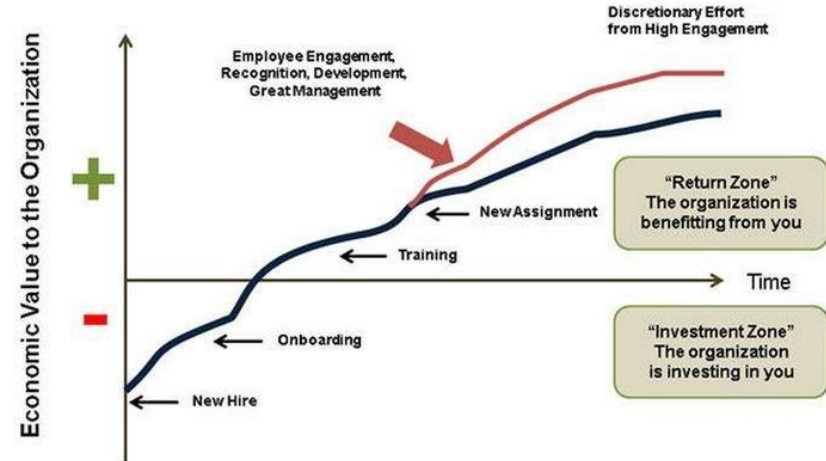 Discretionary Effort
from High Engagement
Employee Engagement,
Recognition, Development,
Great Management
Economic Value to the Organization
+
-
New Assignment
Training
Onboarding
New Hire
Time
“Return Zone”
The organization is
benefitting from you
“Investment Zone”
The organization
is investing in you